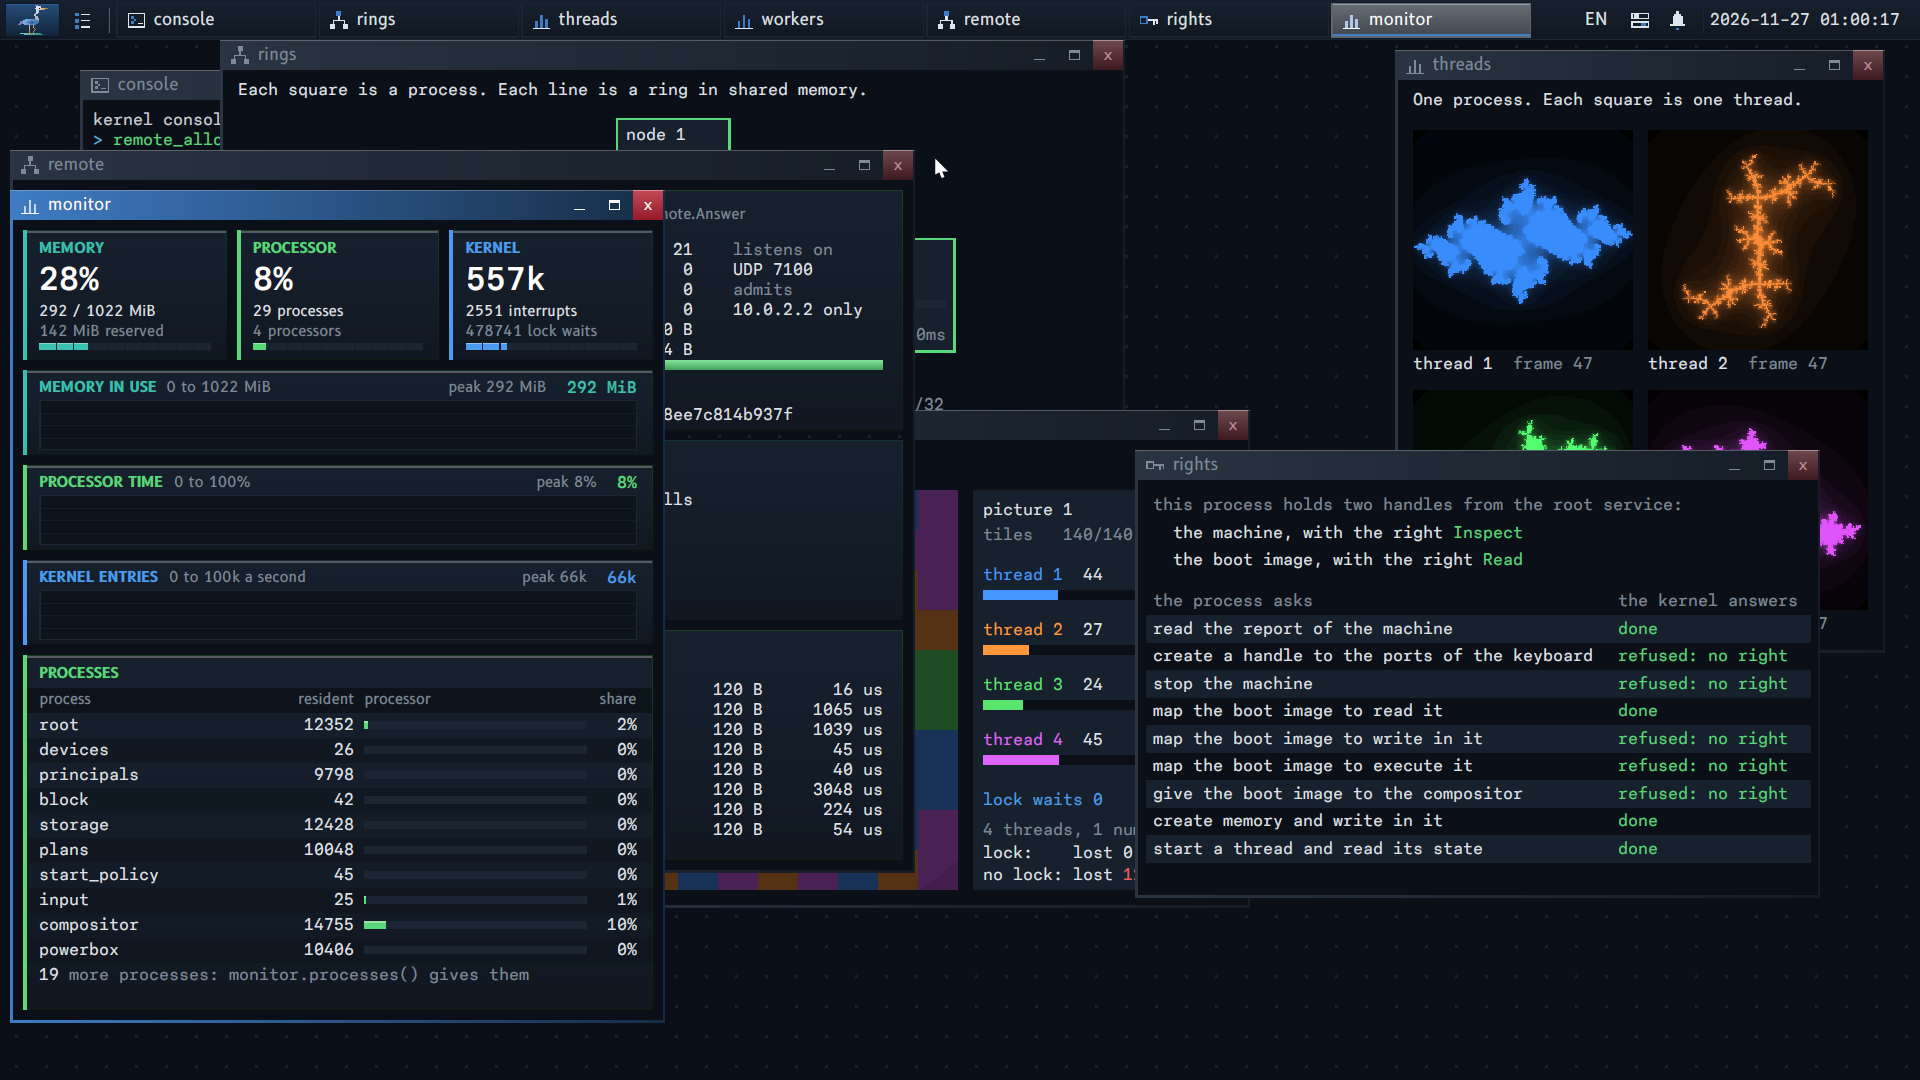 console
rings
threads
workers
remote
rights
monitor
EN
2026-11-27 01:00:17
console
kernel consol
> remote_allo
rings
Each square is a process. Each line is a ring in shared memory.
node 1
0ms
/32
threads
One process. Each square is one thread.
thread 1 frame 47
thread 2 frame 47
7
remote
note.Answer
21 listens on
0 UDP 7100
0 admits
0 10.0.2.2 only
0 B
4 B
8ee7c814b937f
lls
120 B 16 us
120 B 1065 us
120 B 1039 us
120 B 45 us
120 B 40 us
120 B 3048 us
120 B 224 us
120 B 54 us
picture 1
tiles 140/140
thread 1 44
thread 2 27
thread 3 24
thread 4 45
lock waits 0
4 threads, 1 nu
lock: lost 0
no lock: lost 1
monitor
MEMORY
28%
292 / 1022 MiB
142 MiB reserved
PROCESSOR
8%
29 processes
4 processors
KERNEL
557k
2551 interrupts
478741 lock waits
MEMORY IN USE 0 to 1022 MiB peak 292 MiB 292 MiB
PROCESSOR TIME 0 to 100% peak 8% 8%
KERNEL ENTRIES 0 to 100k a second peak 66k 66k
PROCESSES
process resident processor share
root 12352 2%
devices 26 0%
principals 9798 0%
block 42 0%
storage 12428 0%
plans 10048 0%
start_policy 45 0%
input 25 1%
compositor 14755 10%
powerbox 10406 0%
19 more processes: monitor.processes() gives them
rights
this process holds two handles from the root service:
the machine, with the right Inspect
the boot image, with the right Read
the process asks the kernel answers
read the report of the machine done
create a handle to the ports of the keyboard refused: no right
stop the machine refused: no right
map the boot image to read it done
map the boot image to write in it refused: no right
map the boot image to execute it refused: no right
give the boot image to the compositor refused: no right
create memory and write in it done
start a thread and read its state done